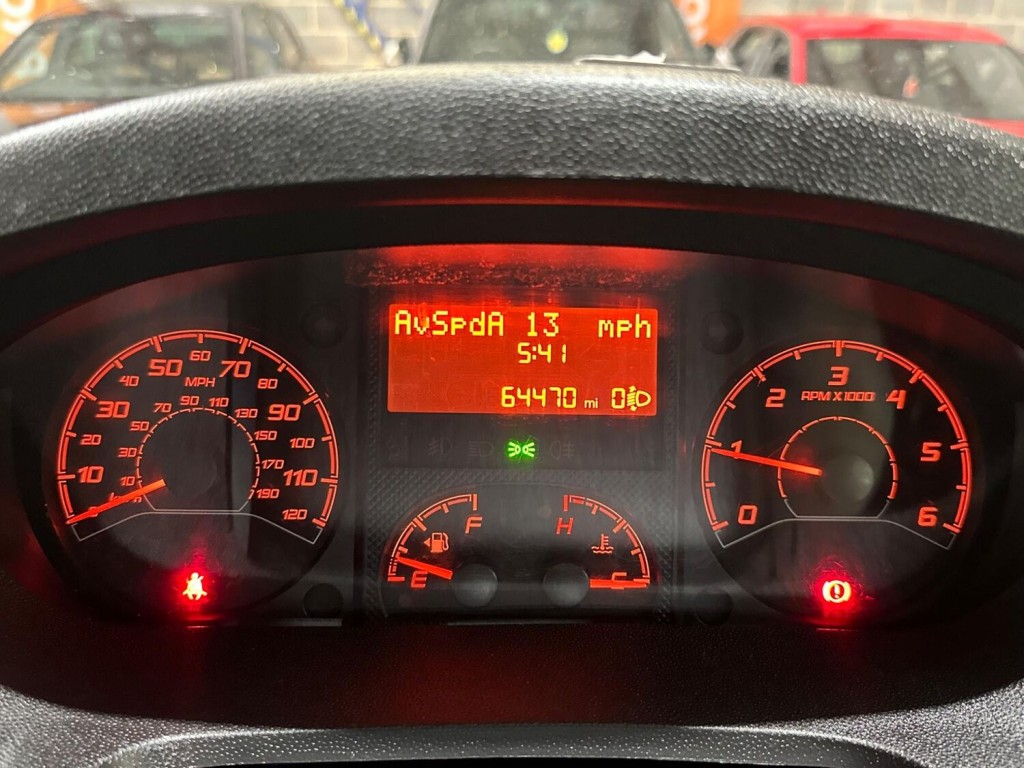 AvSpdA 13 mph
5:41
64470 mi 0
10 20 30 40 50 60 70 80 90 100 110 120
MPH
10 30 50 70 90 110 130 150 170 190
F
E
H
C
0 1 2 3 4 5 6
RPM X1000